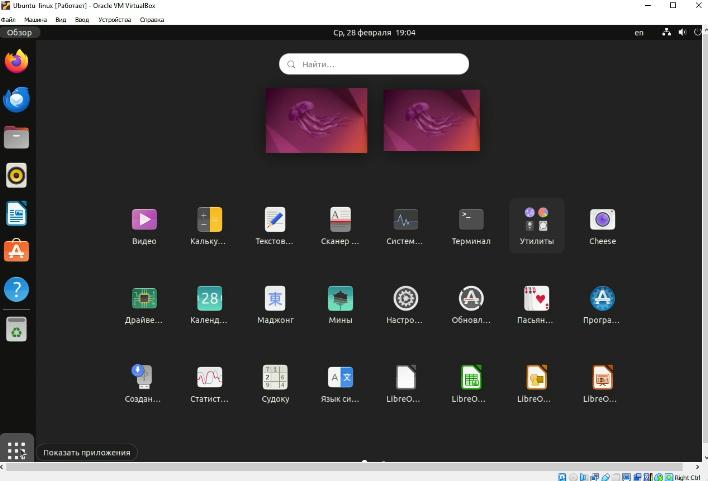 Ubuntu linux [Работает] - Oracle VM VirtualBox
Файл Машина Вид Ввод Устройства Справка
Обзор Ср, 28 февраля 19:04 en
Найти…
Видео Кальку… Текстов… Сканер … Систем… Терминал Утилиты Cheese
Драйве… Календ… Маджонг Мины Настро… Обновл… Пасьян… Програ…
Создан… Статист… Судоку Язык си… LibreO… LibreO… LibreO… LibreO…
Показать приложения
Right Ctrl